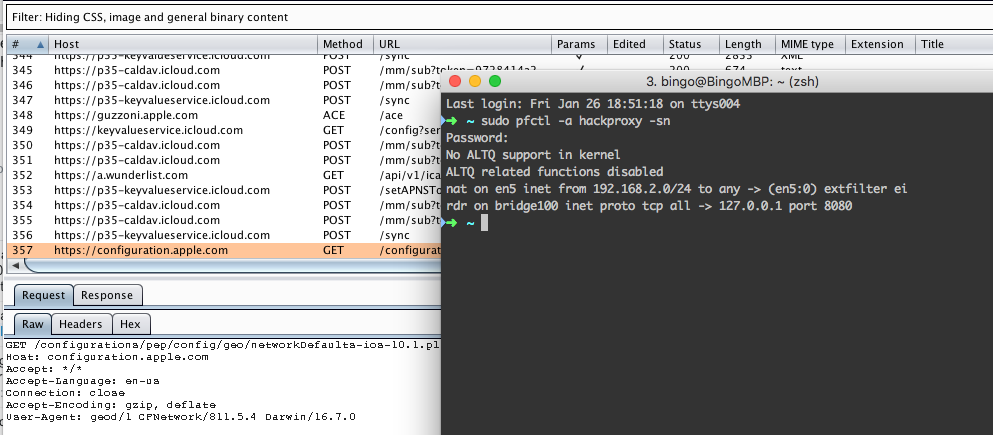 Filter: Hiding CSS, image and general binary content
# Host Method URL Params Edited Status Length MIME type Extension Title
344 https://p35-keyvalueservice.icloud.com POST /sync ✓ 200 2855 XML
345 https://p35-caldav.icloud.com POST /mm/sub?token=9738414a2 200 674 text
346 https://p35-caldav.icloud.com POST /mm/sub?t
347 https://p35-keyvalueservice.icloud.com POST /sync
348 https://guzzoni.apple.com ACE /ace
349 https://keyvalueservice.icloud.com GET /config?ser
350 https://p35-caldav.icloud.com POST /mm/sub?t
351 https://p35-caldav.icloud.com POST /mm/sub?t
352 https://a.wunderlist.com GET /api/v1/ica
353 https://p35-keyvalueservice.icloud.com POST /setAPNSTo
354 https://p35-caldav.icloud.com POST /mm/sub?t
355 https://p35-caldav.icloud.com POST /mm/sub?t
356 https://p35-keyvalueservice.icloud.com POST /sync
357 https://configuration.apple.com GET /configurat
Request Response
Raw Headers Hex
GET /configurations/pep/config/geo/networkDefaults-ios-10.1.pl
Host: configuration.apple.com
Accept: */*
Accept-Language: en-us
Connection: close
Accept-Encoding: gzip, deflate
User-Agent: geod/1 CFNetwork/811.5.4 Darwin/16.7.0
3. bingo@BingoMBP: ~ (zsh)
Last login: Fri Jan 26 18:51:18 on ttys004
➜ ~ sudo pfctl -a hackproxy -sn
Password:
No ALTQ support in kernel
ALTQ related functions disabled
nat on en5 inet from 192.168.2.0/24 to any -> (en5:0) extfilter ei
rdr on bridge100 inet proto tcp all -> 127.0.0.1 port 8080
➜ ~